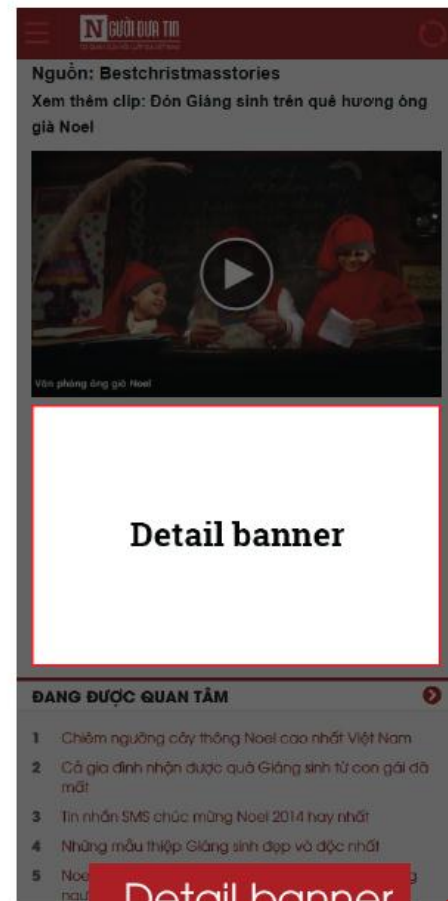 NGƯỜI ĐƯA TIN
Nguồn: Bestchristmasstories
Xem thêm clip: Đón Giáng sinh trên quê hương ông
già Noel
Văn phòng ông già Noel
Detail banner
ĐANG ĐƯỢC QUAN TÂM
1 Chiêm ngưỡng cây thông Noel cao nhất Việt Nam
2 Cả gia đình nhận được quà Giáng sinh từ con gái đã
mất
3 Tin nhắn SMS chúc mừng Noel 2014 hay nhất
4 Những mẫu thiệp Giáng sinh đẹp và độc nhất
5 Noe
Detail banner